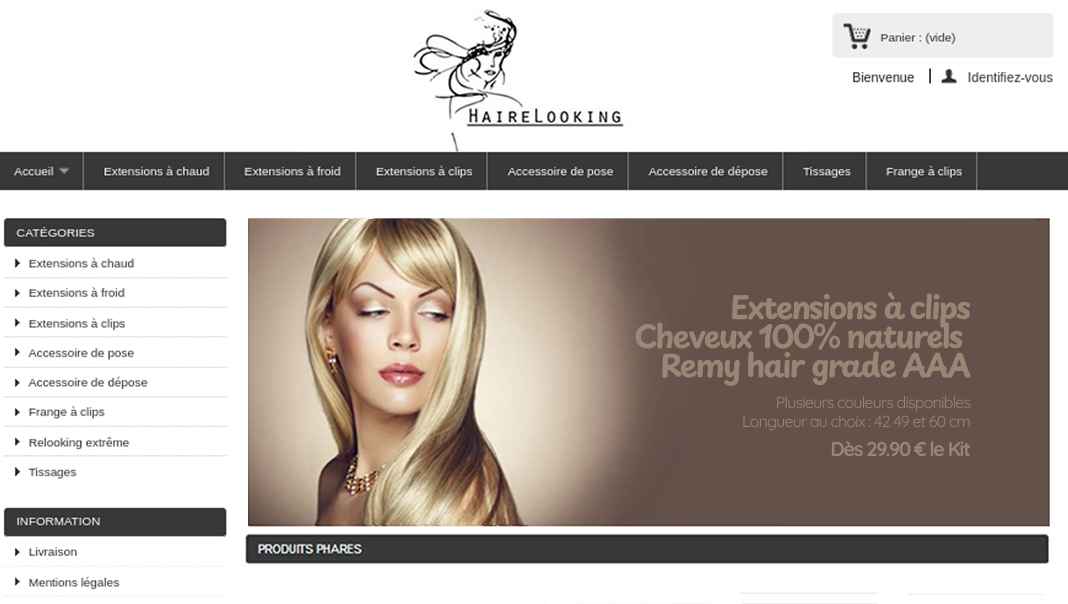 Panier : (vide)
Bienvenue
Identifiez-vous
HAIRELOOKING
Accueil
Extensions à chaud
Extensions à froid
Extensions à clips
Accessoire de pose
Accessoire de dépose
Tissages
Frange à clips
CATÉGORIES
Extensions à chaud
Extensions à froid
Extensions à clips
Accessoire de pose
Accessoire de dépose
Frange à clips
Relooking extrême
Tissages
INFORMATION
Livraison
Mentions légales
Extensions à clips
Cheveux 100% naturels
Remy hair grade AAA
Plusieurs couleurs disponibles
Longueur au choix : 42 49 et 60 cm
Dès 29.90 € le Kit
PRODUITS PHARES